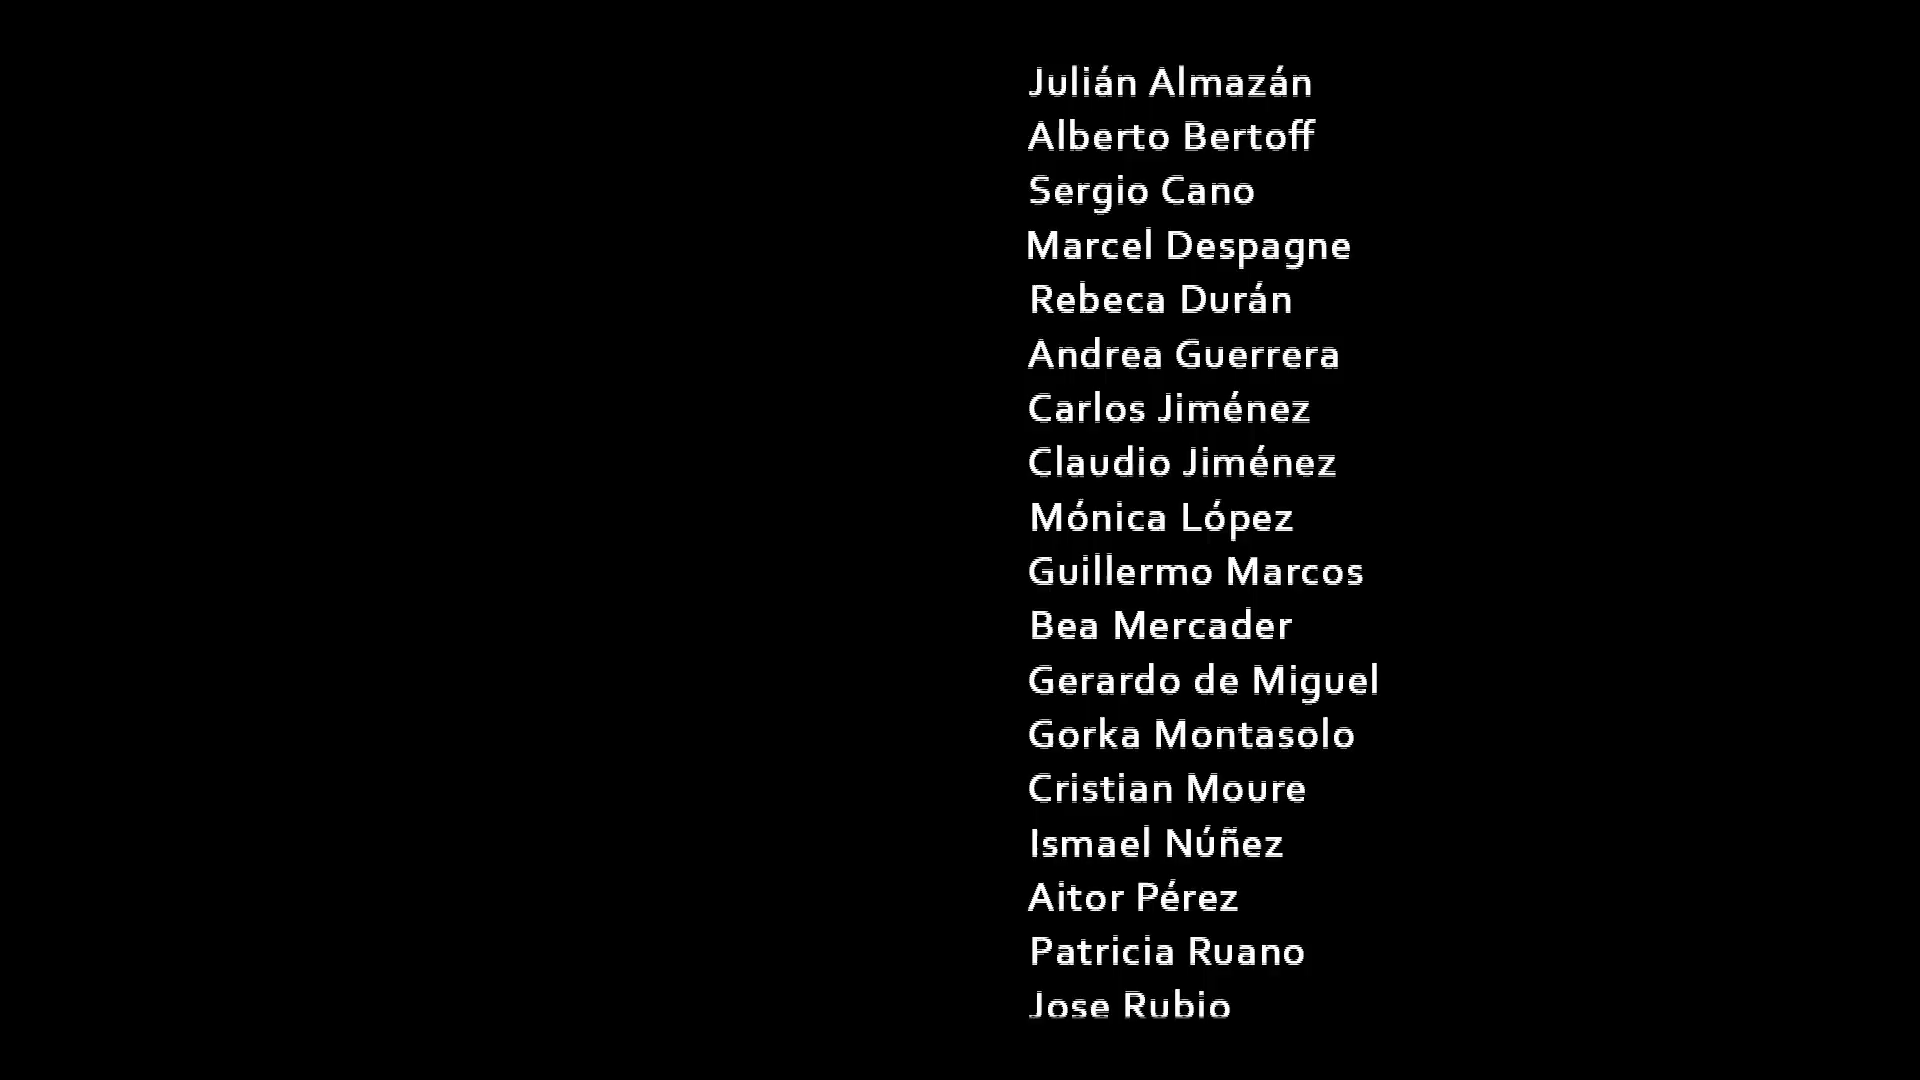 Julián Almazán
Alberto Bertoff
Sergio Cano
Marcel Despagne
Rebeca Durán
Andrea Guerrera
Carlos Jiménez
Claudio Jiménez
Mónica López
Guillermo Marcos
Bea Mercader
Gerardo de Miguel
Gorka Montasolo
Cristian Moure
Ismael Núñez
Aitor Pérez
Patricia Ruano
Jose Rubio